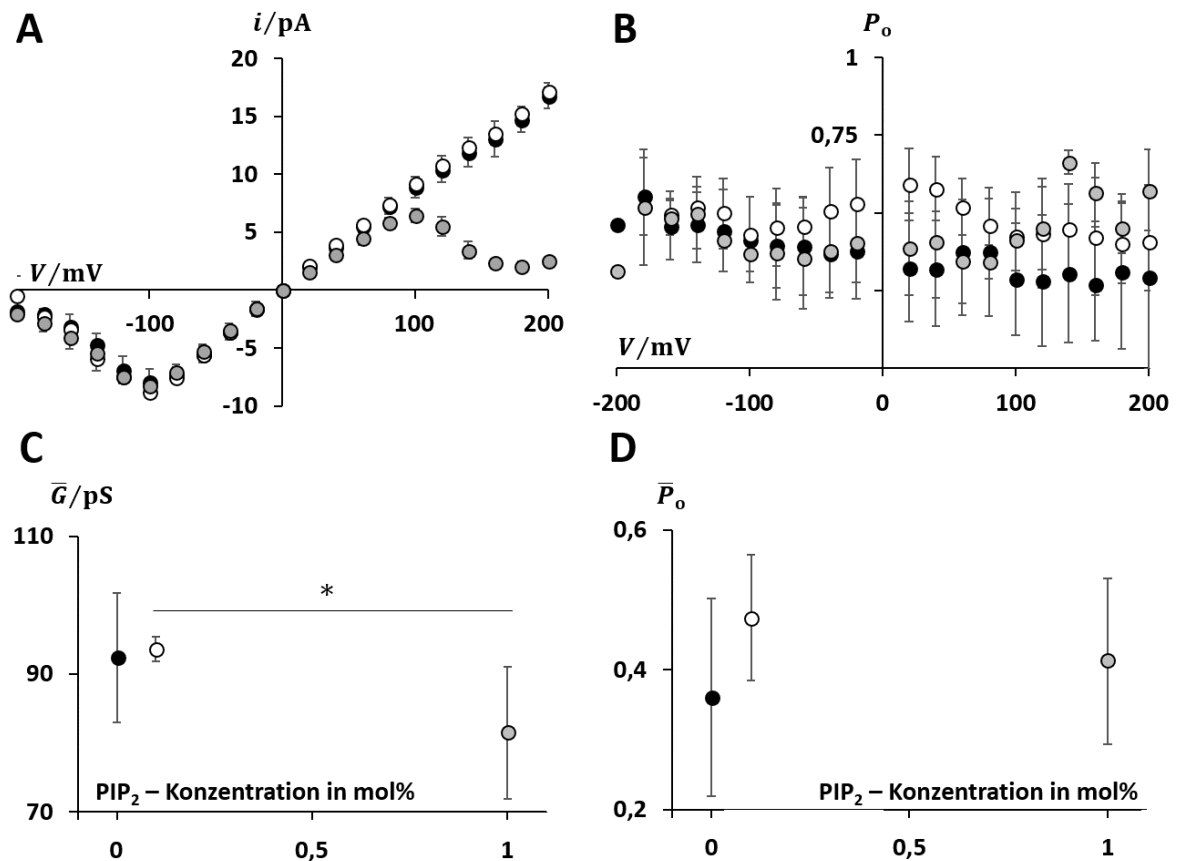 A
i/pA
20
15
10
5
-5
-10
V/mV
-100
100
200
B
Pₒ
1
0,75
V/mV
-200
-100
0
100
200
C
G̅/pS
110
90
70
*
PIP₂ – Konzentration in mol%
0
0,5
1
D
P̅ₒ
0,6
0,4
0,2
PIP₂ – Konzentration in mol%
0
0,5
1